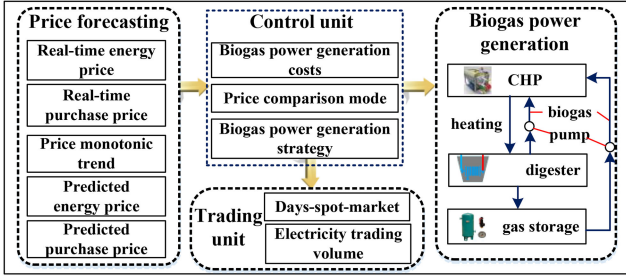 Price forecasting
Real-time energy
price
Real-time
purchase price
Price monotonic
trend
Predicted
energy price
Predicted
purchase price
Control unit
Biogas power generation
costs
Price comparison mode
Biogas power generation
strategy
Trading
unit
Days-spot-market
Electricity trading
volume
Biogas power
generation
CHP
heating
biogas
pump
digester
gas storage